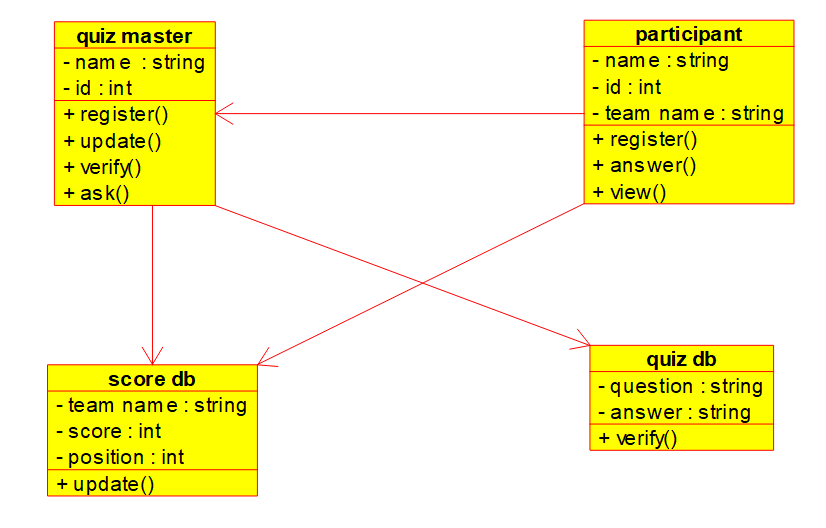 quiz master
- name : string
- id : int
+ register()
+ update()
+ verify()
+ ask()
participant
- name : string
- id : int
- team name : string
+ register()
+ answer()
+ view()
score db
- team name : string
- score : int
- position : int
+ update()
quiz db
- question : string
- answer : string
+ verify()